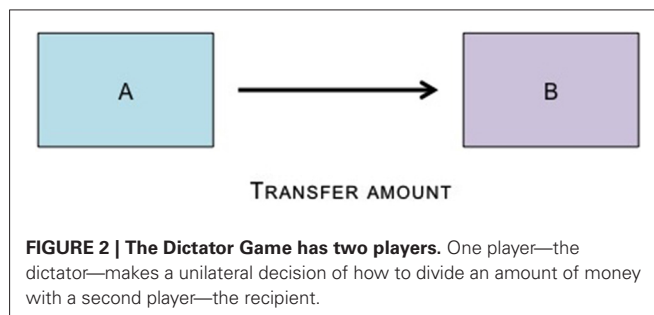 A
B
TRANSFER AMOUNT
FIGURE 2 | The Dictator Game has two players. One player—the
dictator—makes a unilateral decision of how to divide an amount of money
with a second player—the recipient.